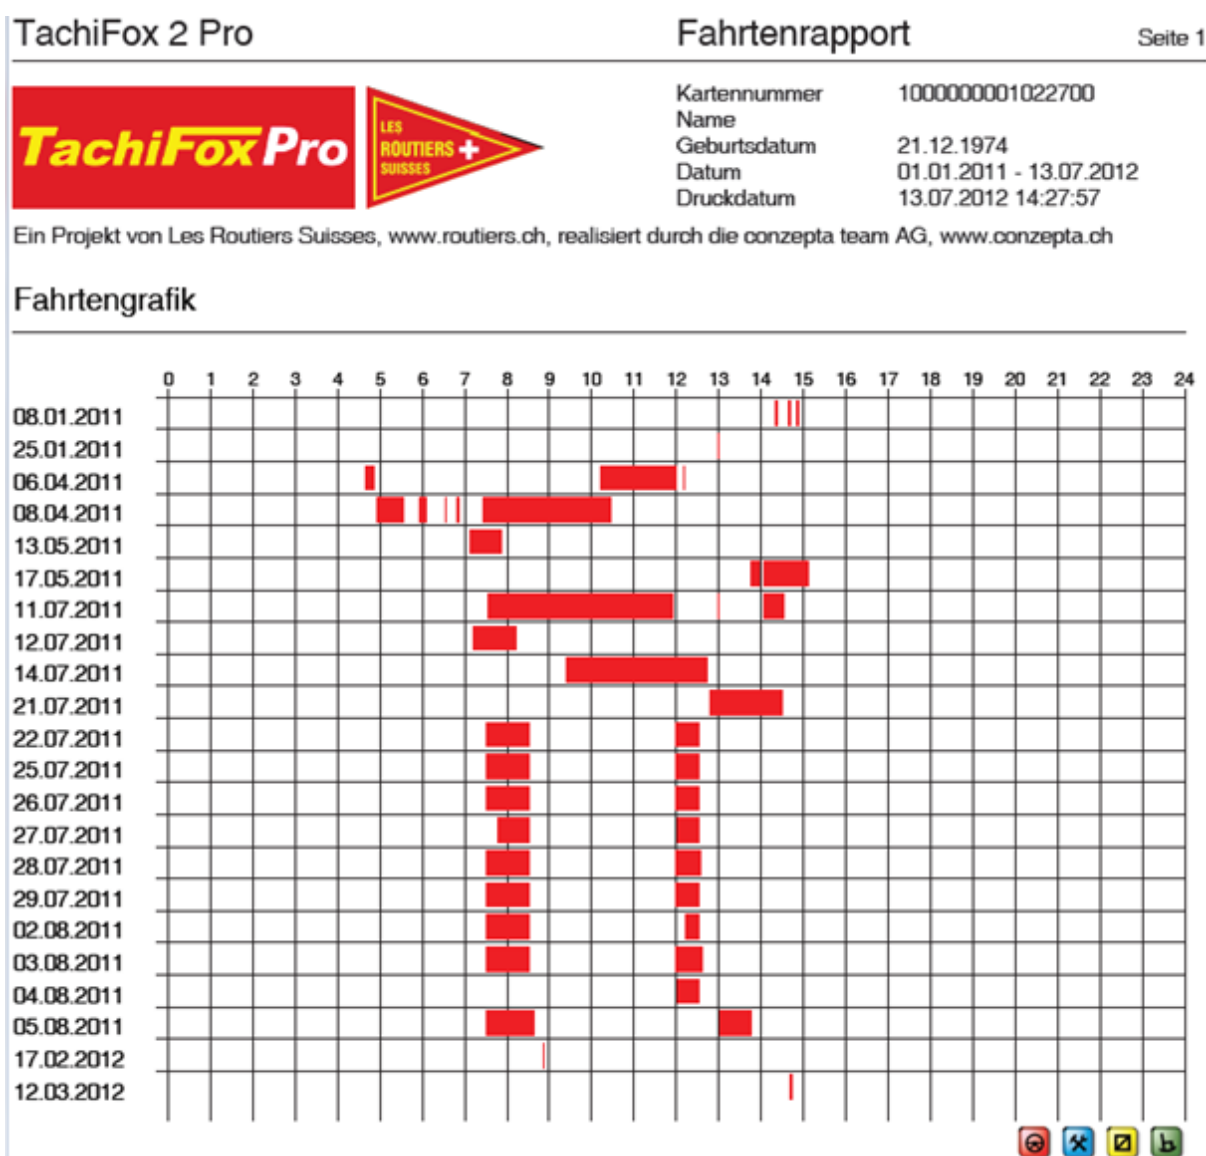 TachiFox 2 Pro Fahrtenrapport Seite 1
TachiFox Pro
LES
ROUTIERS
SUISSES
Kartennummer 1000000001022700
Name
Geburtsdatum 21.12.1974
Datum 01.01.2011 - 13.07.2012
Druckdatum 13.07.2012 14:27:57
Ein Projekt von Les Routiers Suisses, www.routiers.ch, realisiert durch die conzepta team AG, www.conzepta.ch
Fahrtengrafik
0 1 2 3 4 5 6 7 8 9 10 11 12 13 14 15 16 17 18 19 20 21 22 23 24
08.01.2011
25.01.2011
06.04.2011
08.04.2011
13.05.2011
17.05.2011
11.07.2011
12.07.2011
14.07.2011
21.07.2011
22.07.2011
25.07.2011
26.07.2011
27.07.2011
28.07.2011
29.07.2011
02.08.2011
03.08.2011
04.08.2011
05.08.2011
17.02.2012
12.03.2012